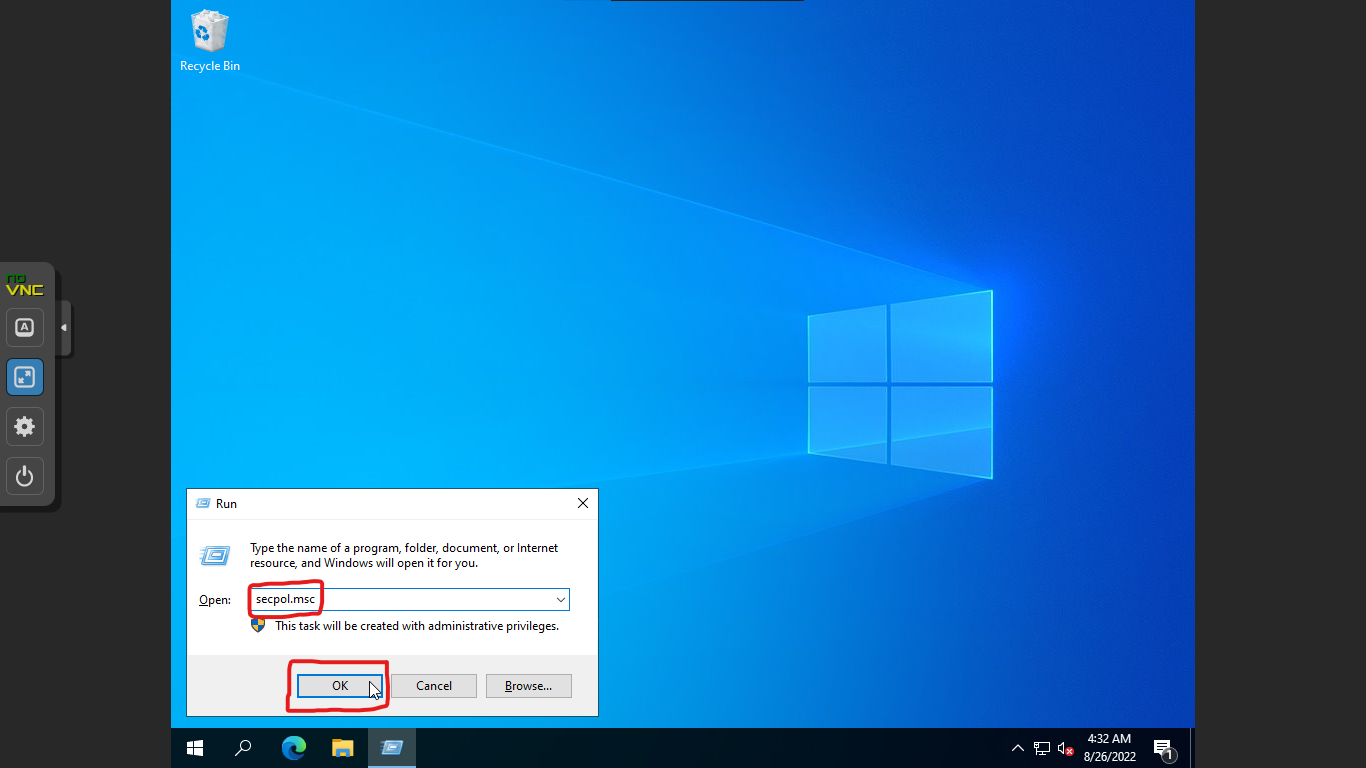 Recycle Bin
no
VNC
A
Run
Type the name of a program, folder, document, or Internet
resource, and Windows will open it for you.
Open:
secpol.msc
This task will be created with administrative privileges.
OK
Cancel
Browse...
4:32 AM
8/26/2022
1